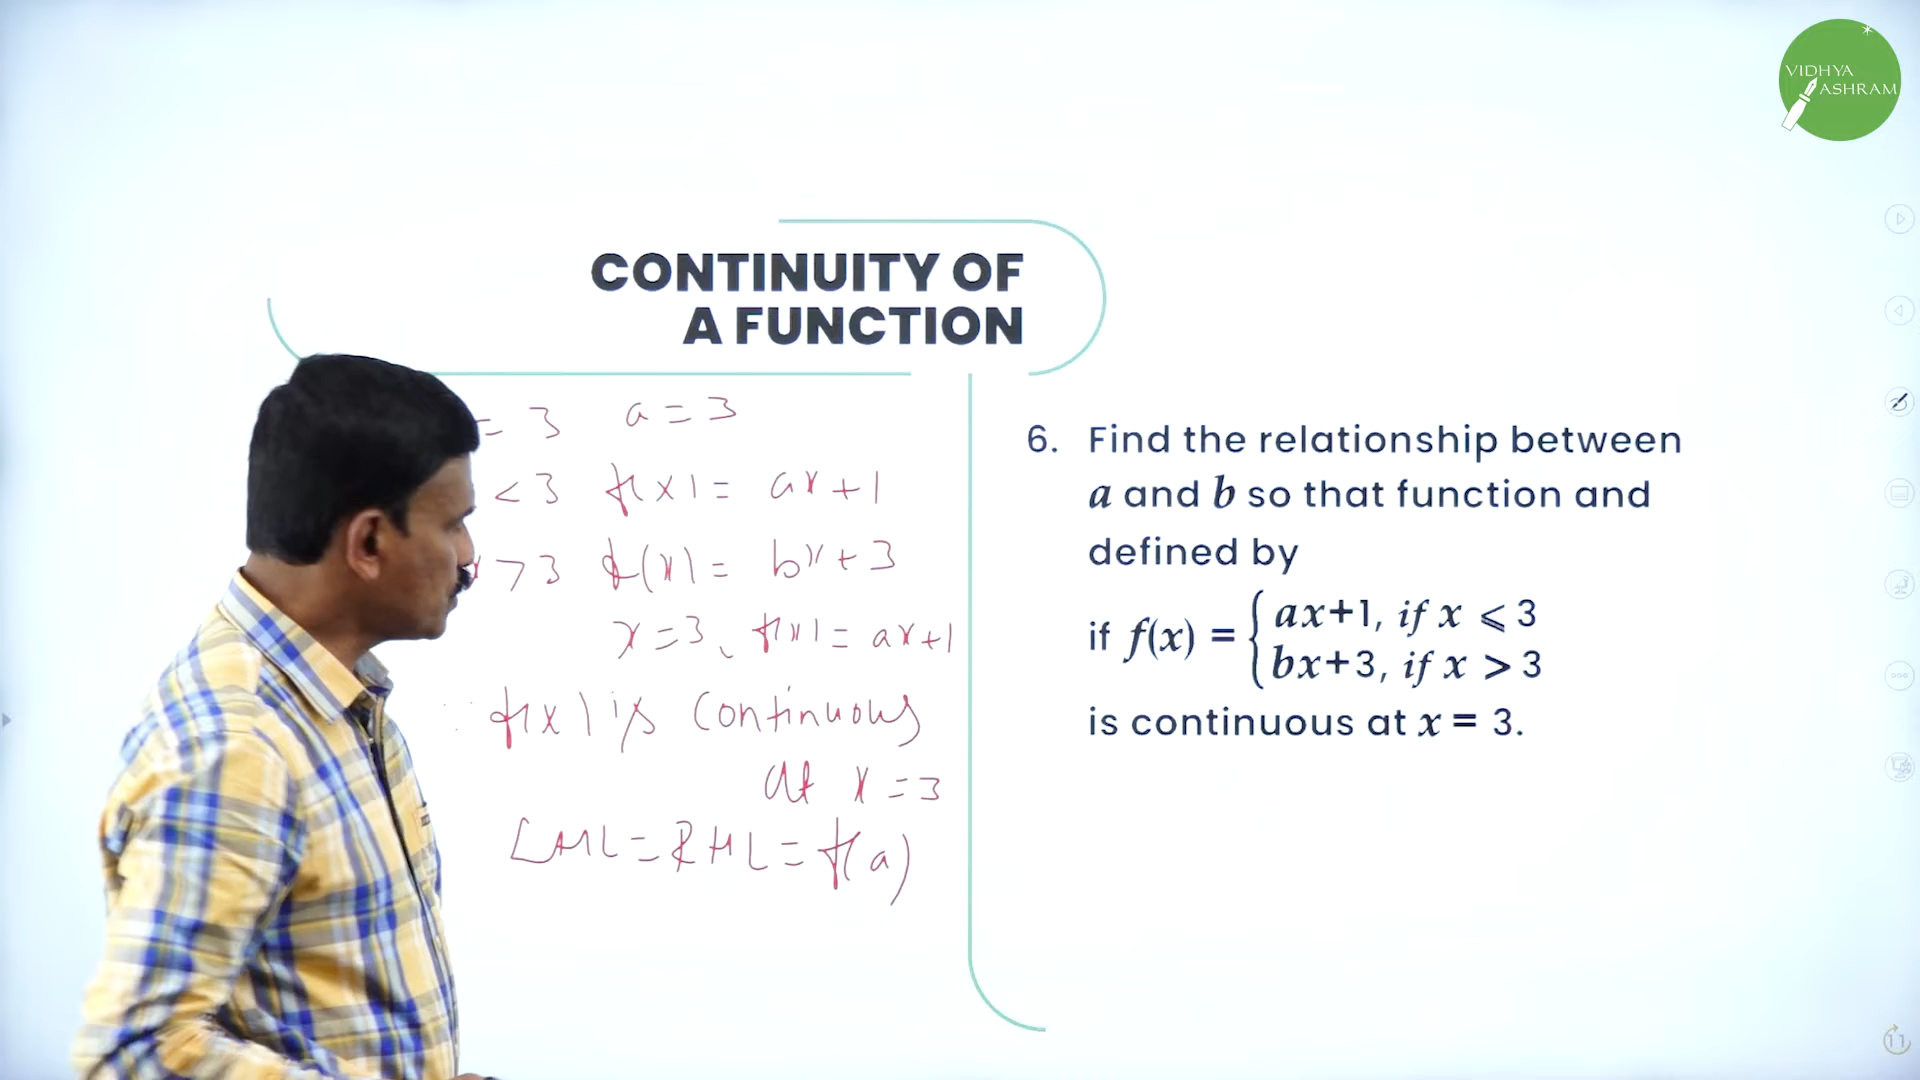 VIDHYA
ASHRAM
CONTINUITY OF
A FUNCTION
= 3 a = 3
< 3 f(x) = ax+1
x > 3 f(x) = bx+3
x = 3, f(x) = ax+1
∵ f(x) is continuous
at x = 3
LHL = RHL = f(a)
6. Find the relationship between
a and b so that function and
defined by
if f(x) = { ax+1, if x ⩽ 3
bx+3, if x > 3
is continuous at x = 3.
11